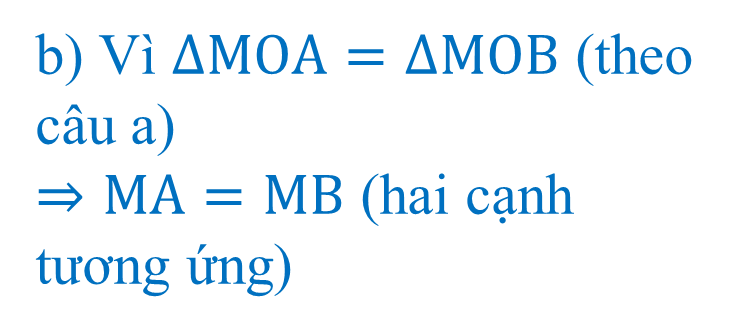 b) Vì ΔMOA = ΔMOB (theo
câu a)
⇒ MA = MB (hai cạnh
tương ứng)